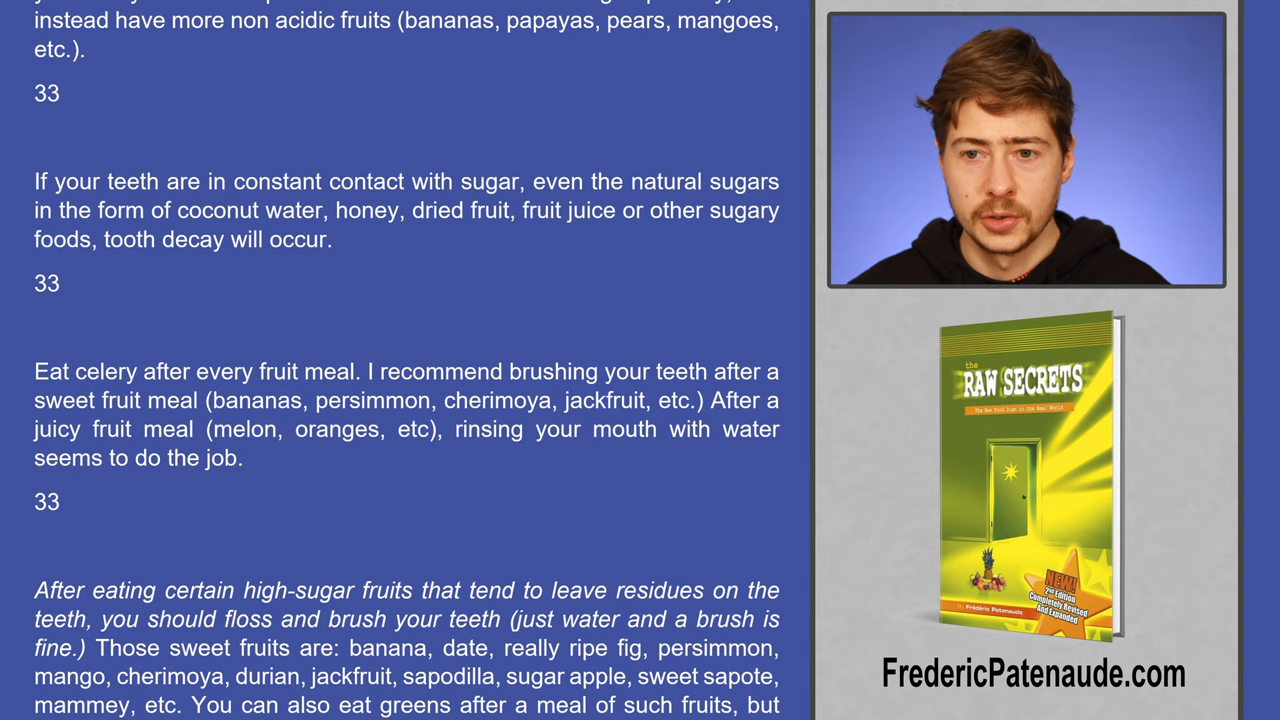 instead have more non acidic fruits (bananas, papayas, pears, mangoes,
etc.).
33
If your teeth are in constant contact with sugar, even the natural sugars
in the form of coconut water, honey, dried fruit, fruit juice or other sugary
foods, tooth decay will occur.
33
Eat celery after every fruit meal. I recommend brushing your teeth after a
sweet fruit meal (bananas, persimmon, cherimoya, jackfruit, etc.) After a
juicy fruit meal (melon, oranges, etc), rinsing your mouth with water
seems to do the job.
33
After eating certain high-sugar fruits that tend to leave residues on the
teeth, you should floss and brush your teeth (just water and a brush is
fine.) Those sweet fruits are: banana, date, really ripe fig, persimmon,
mango, cherimoya, durian, jackfruit, sapodilla, sugar apple, sweet sapote,
mammey, etc. You can also eat greens after a meal of such fruits, but
the
RAW SECRETS
The Raw Food Diet in the Real World
NEW!
2nd Edition
Completely Revised
And Expanded
By Frédéric Patenaude
FredericPatenaude.com